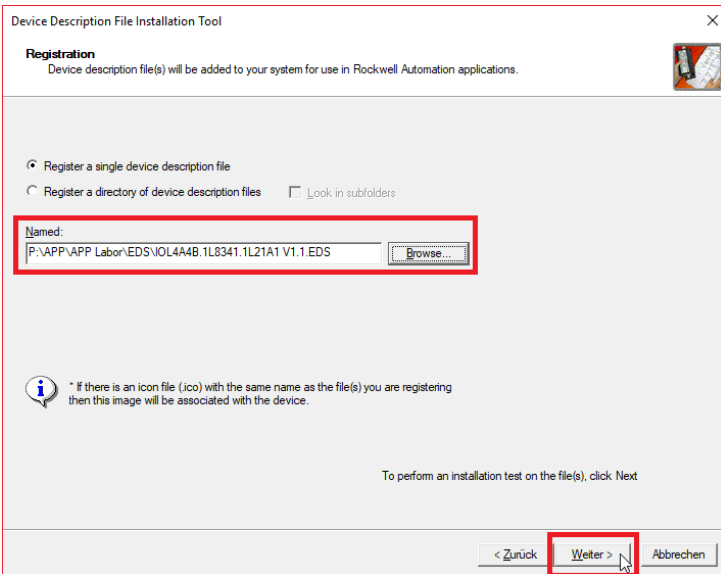 Device Description File Installation Tool
Registration
Device description file(s) will be added to your system for use in Rockwell Automation applications.
Register a single device description file
Register a directory of device description files Look in subfolders
Named:
P:\APP\APP Labor\EDS\IOL4A4B.1L8341.1L21A1 V1.1.EDS Browse...
* If there is an icon file (.ico) with the same name as the file(s) you are registering
then this image will be associated with the device.
To perform an installation test on the file(s), click Next
< Zurück Weiter > Abbrechen